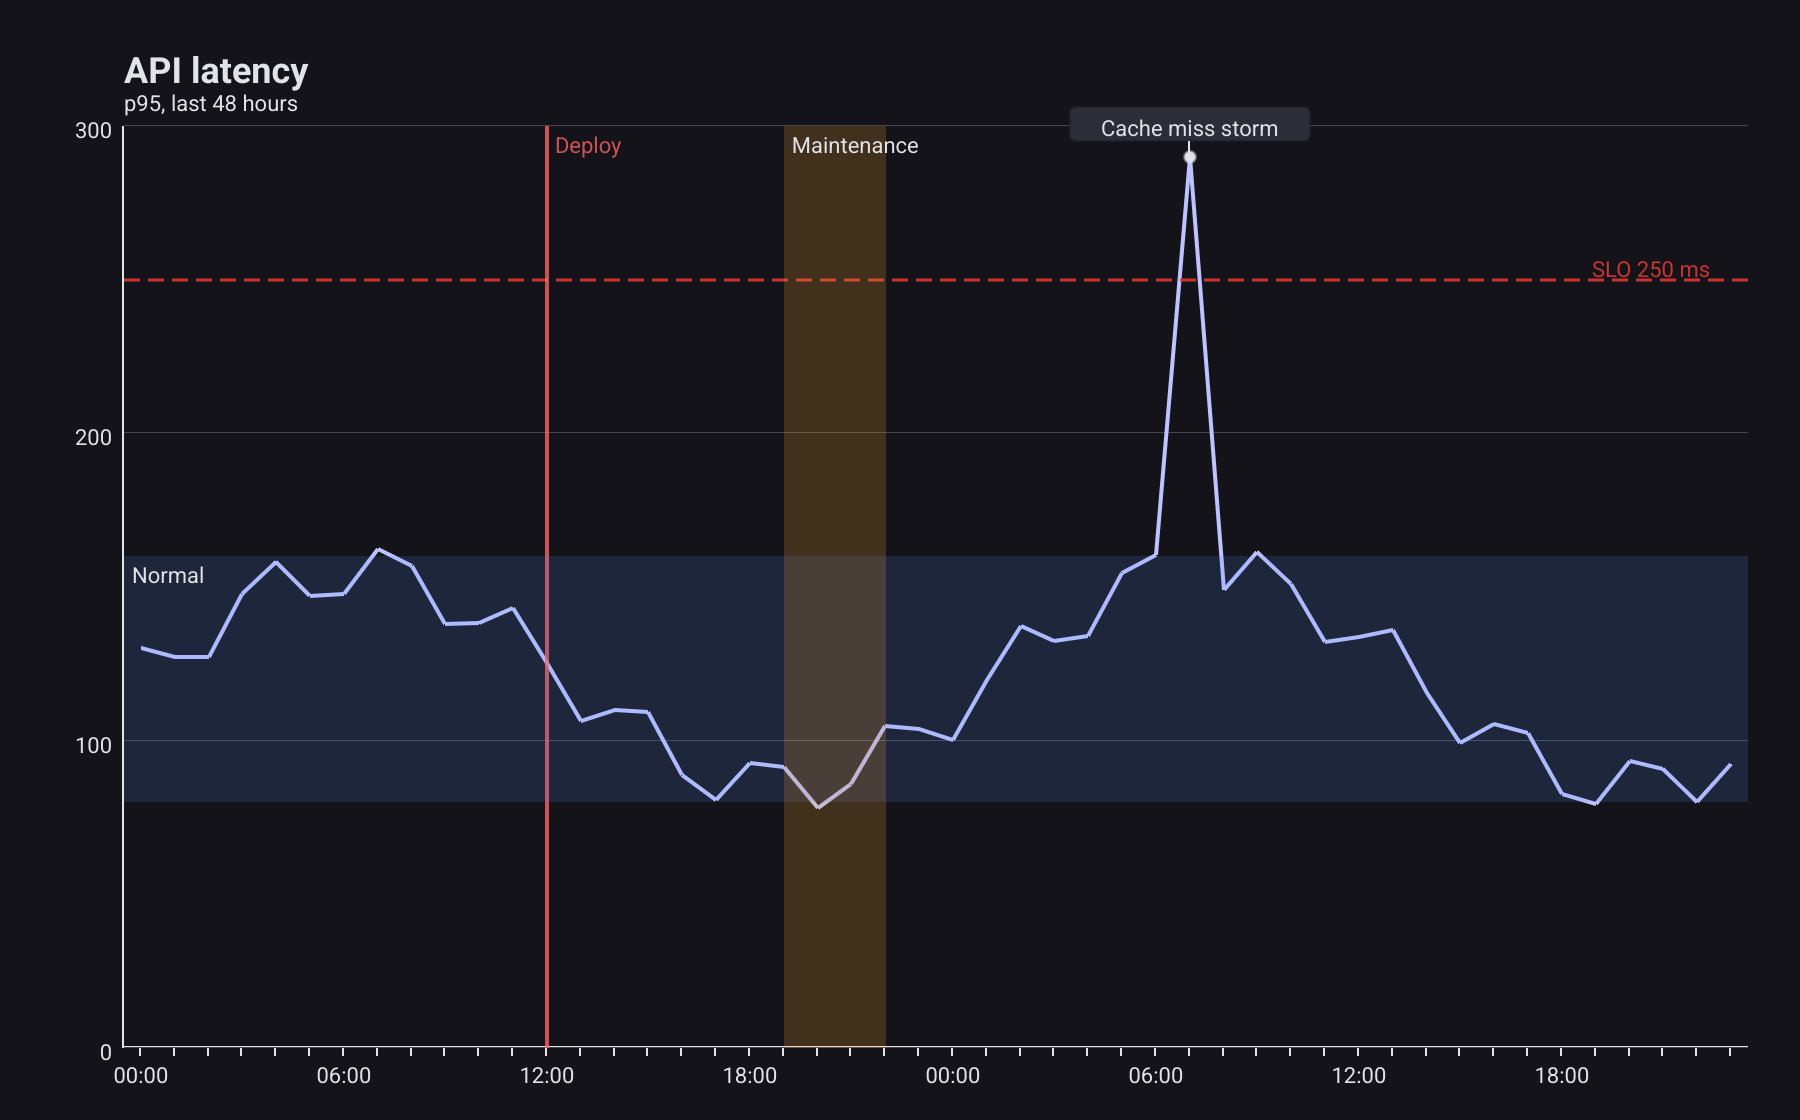 API latency
p95, last 48 hours
300
Deploy
Maintenance
Cache miss storm
SLO 250 ms
200
Normal
100
0
00:00 06:00 12:00 18:00 00:00 06:00 12:00 18:00